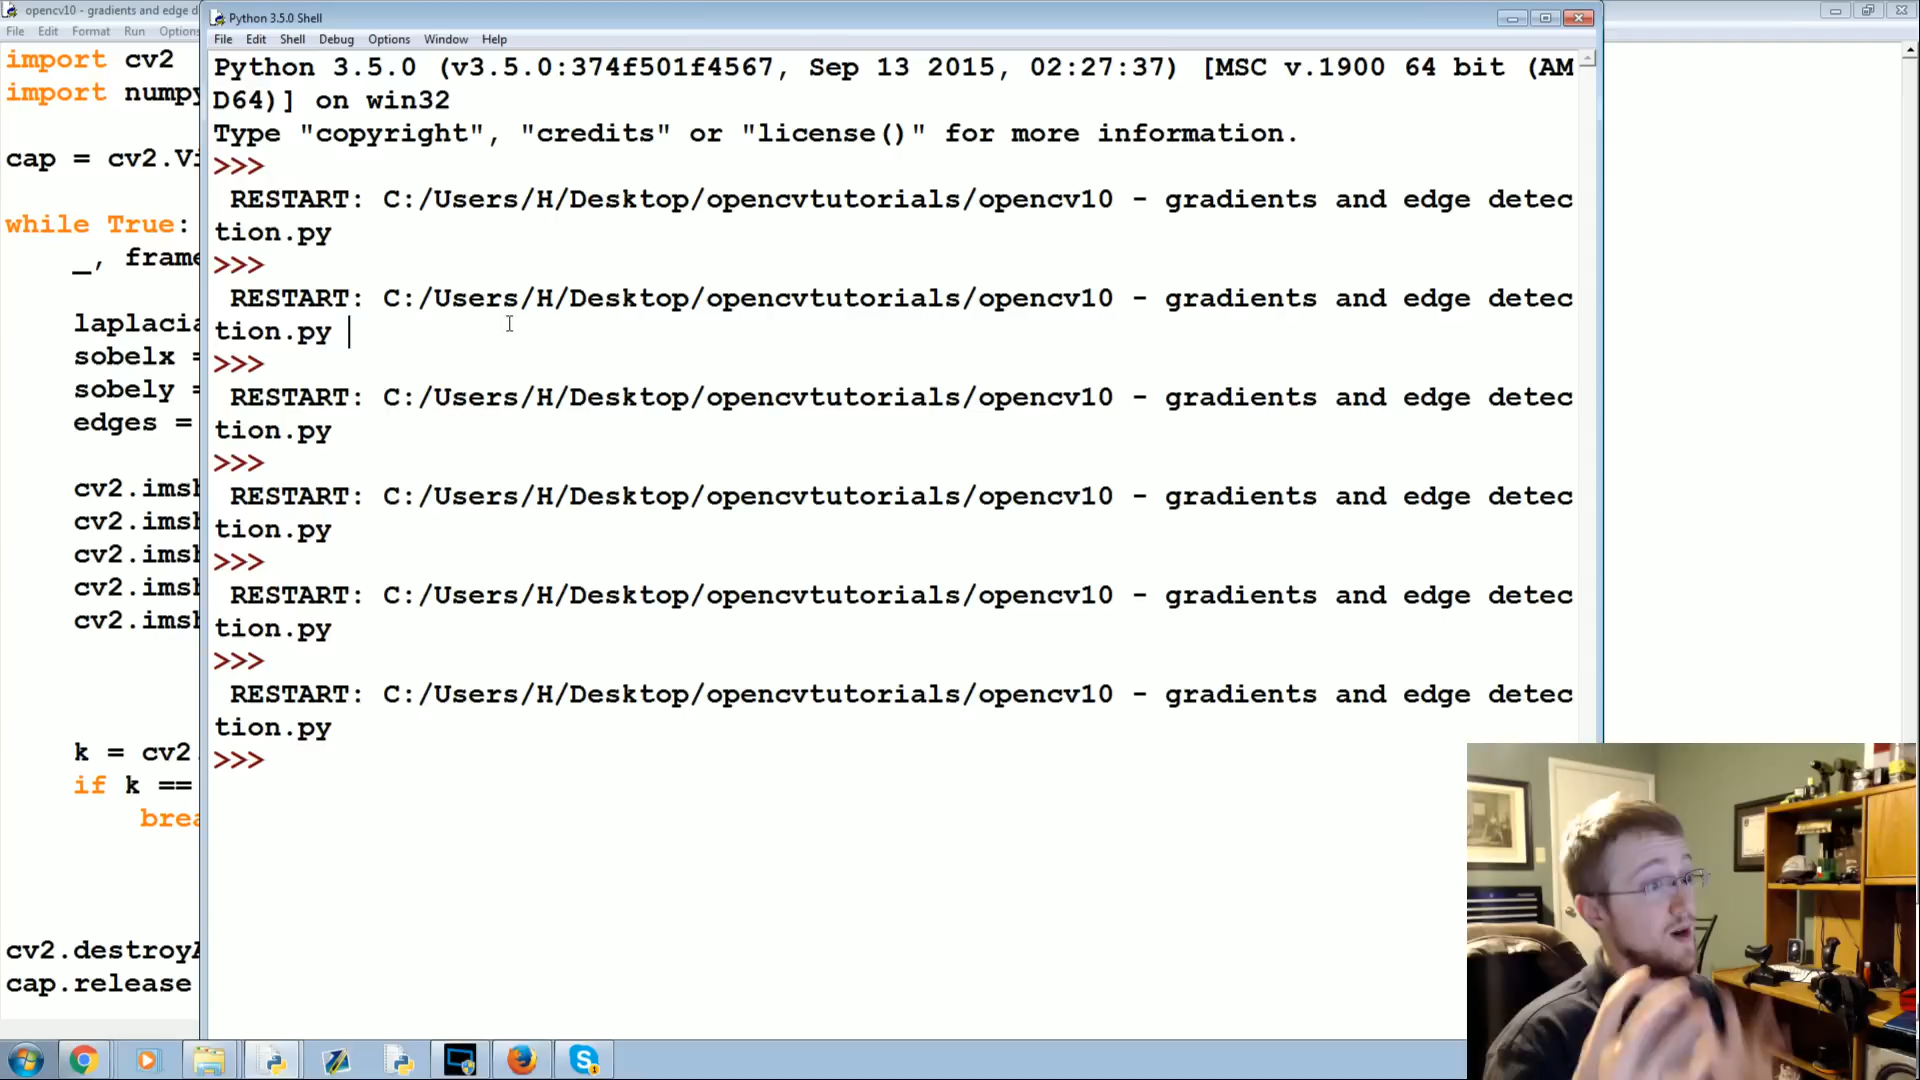 opencv10 - gradients and edge d
File Edit Format Run Options
import cv2
import numpy
cap = cv2.Vi
while True:
_, frame
laplacia
sobelx =
sobely =
edges =
cv2.imsh
cv2.imsh
cv2.imsh
cv2.imsh
cv2.imsh
k = cv2.
if k ==
brea
cv2.destroyA
cap.release
Python 3.5.0 Shell
File Edit Shell Debug Options Window Help
Python 3.5.0 (v3.5.0:374f501f4567, Sep 13 2015, 02:27:37) [MSC v.1900 64 bit (AM
D64)] on win32
Type "copyright", "credits" or "license()" for more information.
>>>
RESTART: C:/Users/H/Desktop/opencvtutorials/opencv10 - gradients and edge detec
tion.py
>>>
RESTART: C:/Users/H/Desktop/opencvtutorials/opencv10 - gradients and edge detec
tion.py
>>>
RESTART: C:/Users/H/Desktop/opencvtutorials/opencv10 - gradients and edge detec
tion.py
>>>
RESTART: C:/Users/H/Desktop/opencvtutorials/opencv10 - gradients and edge detec
tion.py
>>>
RESTART: C:/Users/H/Desktop/opencvtutorials/opencv10 - gradients and edge detec
tion.py
>>>
RESTART: C:/Users/H/Desktop/opencvtutorials/opencv10 - gradients and edge detec
tion.py
>>>